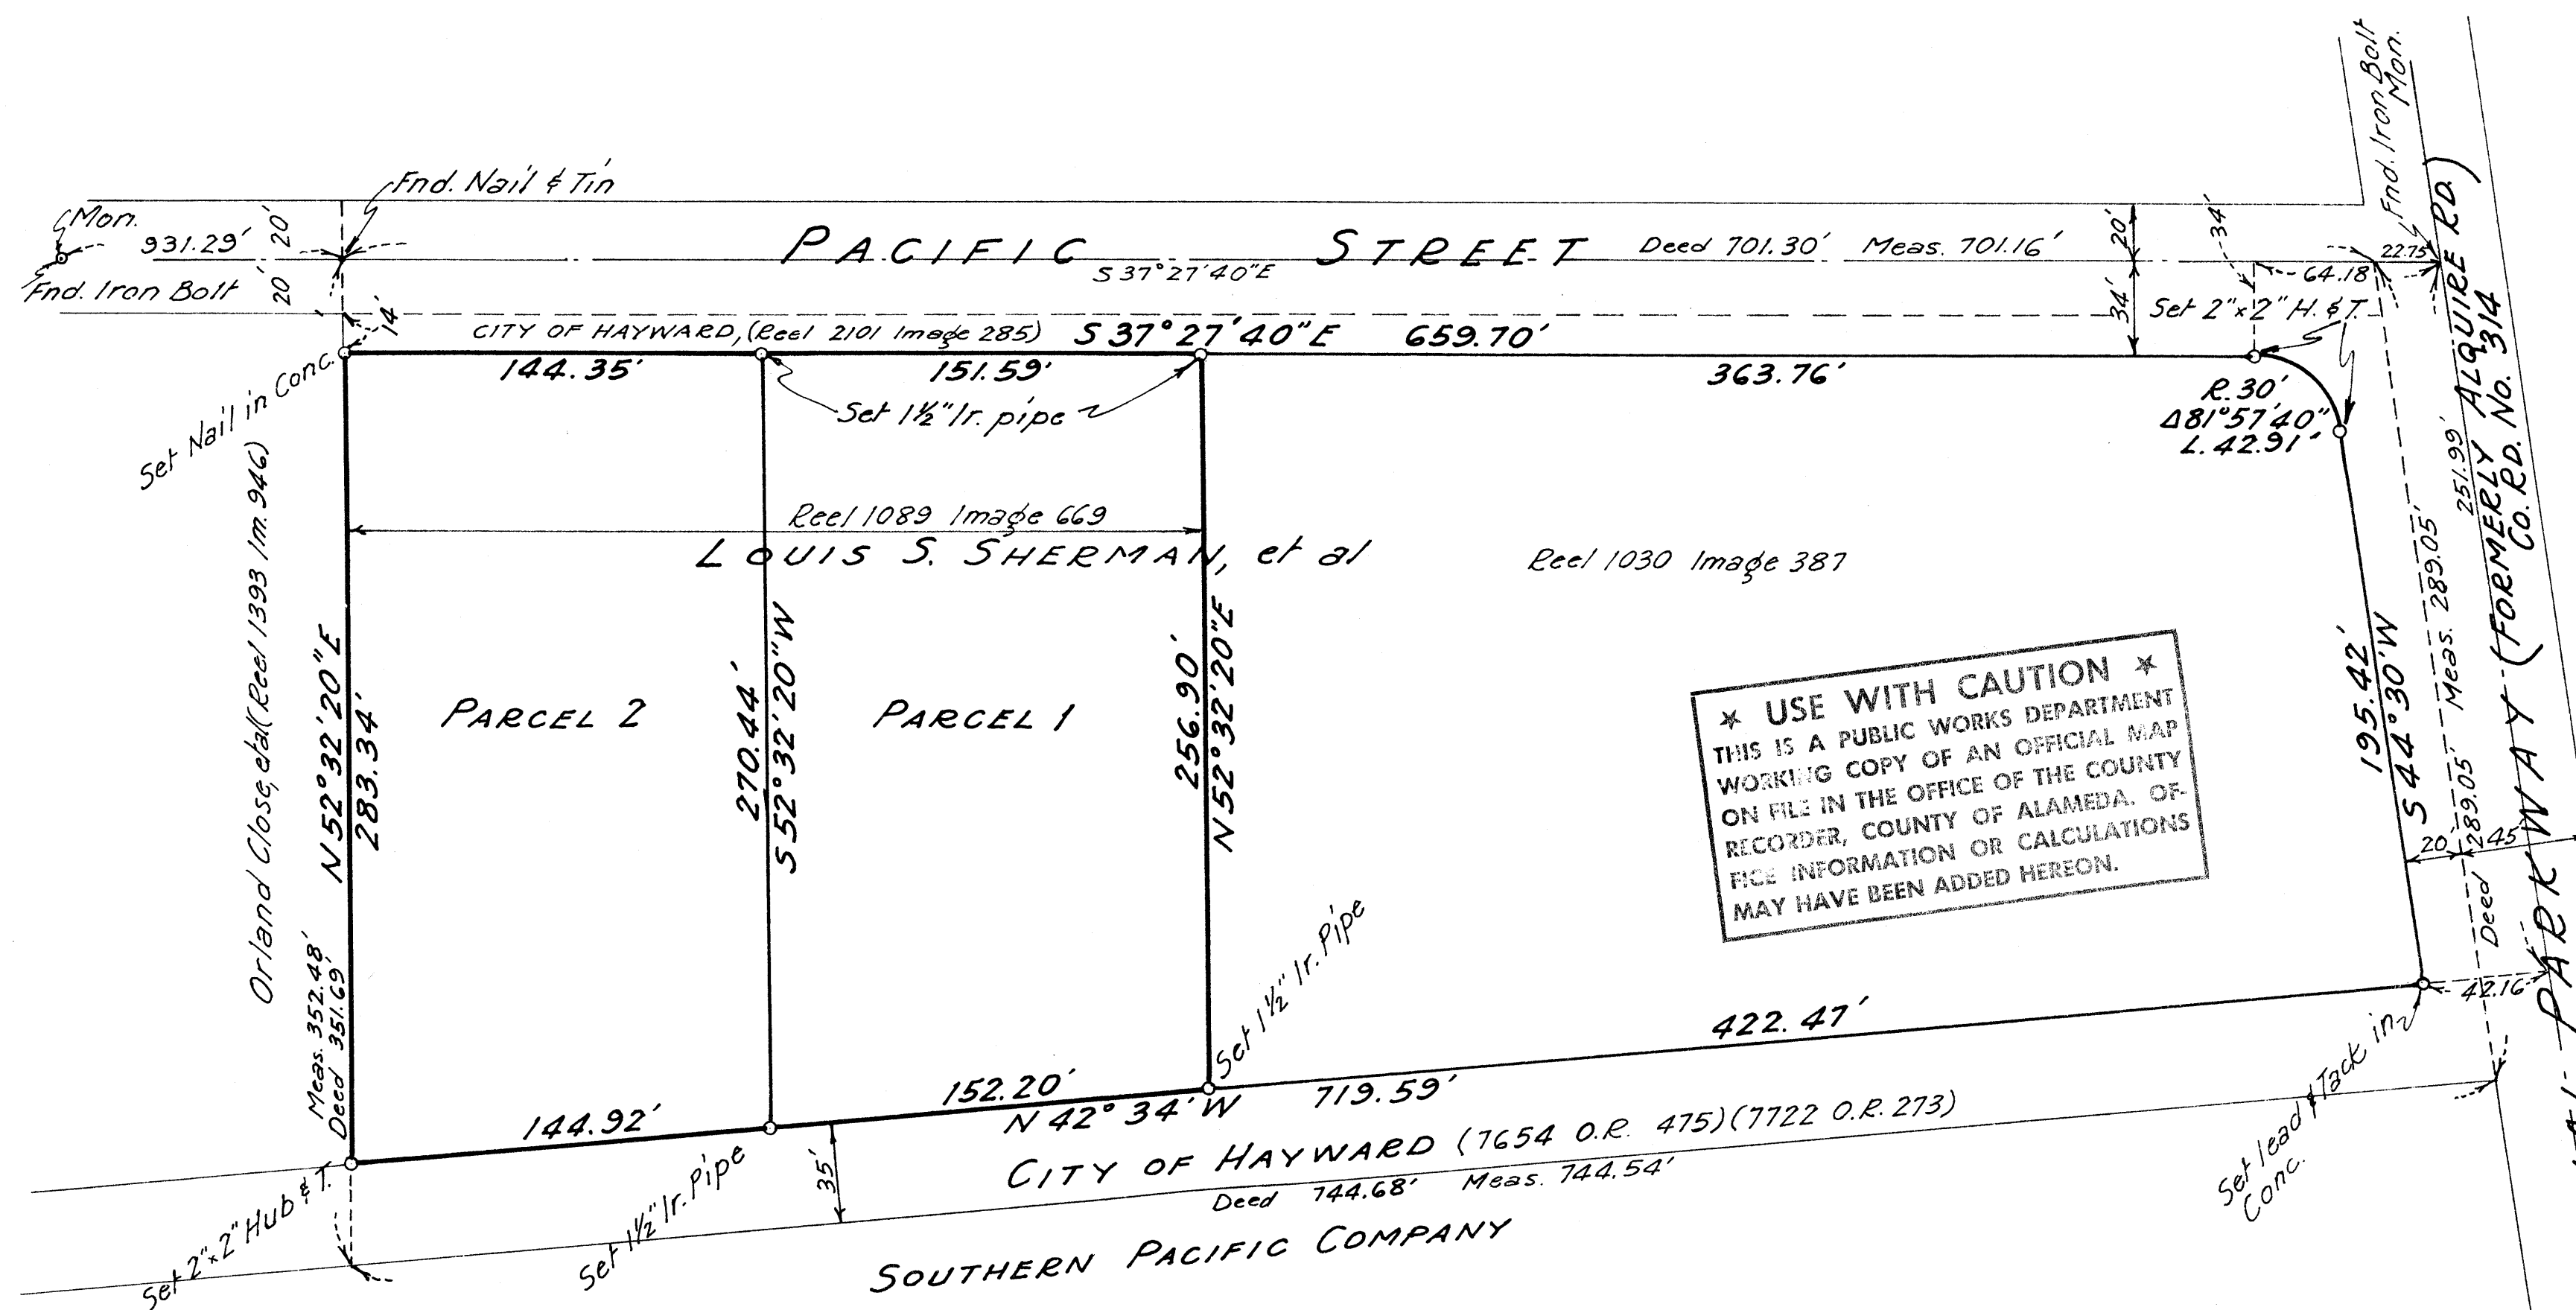 Fnd. Nail & Tin
Mon.
931.29'
20'
20'
14'
Fnd. Iron Bolt
PACIFIC STREET
S 37°27'40"E
Deed 701.30' Meas. 701.16'
20'
34'
34'
64.18
22.75
Fnd. Iron Bolt
Mon.
Set 2"x2" H. & T.
CITY OF HAYWARD, (Reel 2101 Image 285)
S 37°27'40"E 659.70'
144.35'
151.59'
363.76'
Set Nail in Conc.
Set 1½" Ir. pipe
R. 30'
Δ81°57'40"
L. 42.91'
Orland Close, etal (Reel 1393 Im. 946)
Reel 1089 Image 669
LOUIS S. SHERMAN, et al
Reel 1030 Image 387
N52°32'20"E
283.34'
PARCEL 2
270.44'
S52°32'20"W
PARCEL 1
256.90'
N52°32'20"E
195.42'
S44°30'W
Deed 289.05' Meas. 289.05'
251.99'
PARKWAY (FORMERLY ALQUIRE RD.)
CO. RD. No. 314
20'
45'
42.16
★ USE WITH CAUTION ★
THIS IS A PUBLIC WORKS DEPARTMENT
WORKING COPY OF AN OFFICIAL MAP
ON FILE IN THE OFFICE OF THE COUNTY
RECORDER, COUNTY OF ALAMEDA. OF-
FICE INFORMATION OR CALCULATIONS
MAY HAVE BEEN ADDED HEREON.
Meas. 352.48'
Deed 351.69'
144.92'
152.20'
N 42° 34' W
719.59'
422.47'
Set 1½" Ir. Pipe
Set lead & Tack in
Conc.
Set 2"x2" Hub & T.
Set 1½" Ir. Pipe
35'
CITY OF HAYWARD (7654 O.R. 475)(7722 O.R. 273)
Deed 744.68' Meas. 744.54'
SOUTHERN PACIFIC COMPANY